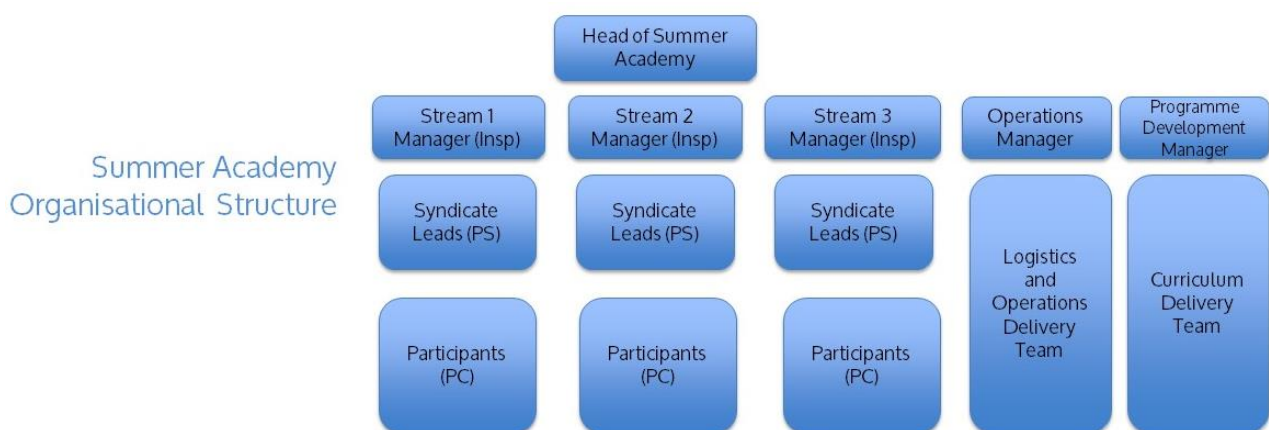 Head of Summer
Academy
Stream 1
Manager (Insp)
Stream 2
Manager (Insp)
Stream 3
Manager (Insp)
Operations
Manager
Programme
Development
Manager
Summer Academy
Organisational Structure
Syndicate
Leads (PS)
Syndicate
Leads (PS)
Syndicate
Leads (PS)
Logistics
and
Operations
Delivery
Team
Curriculum
Delivery
Team
Participants
(PC)
Participants
(PC)
Participants
(PC)